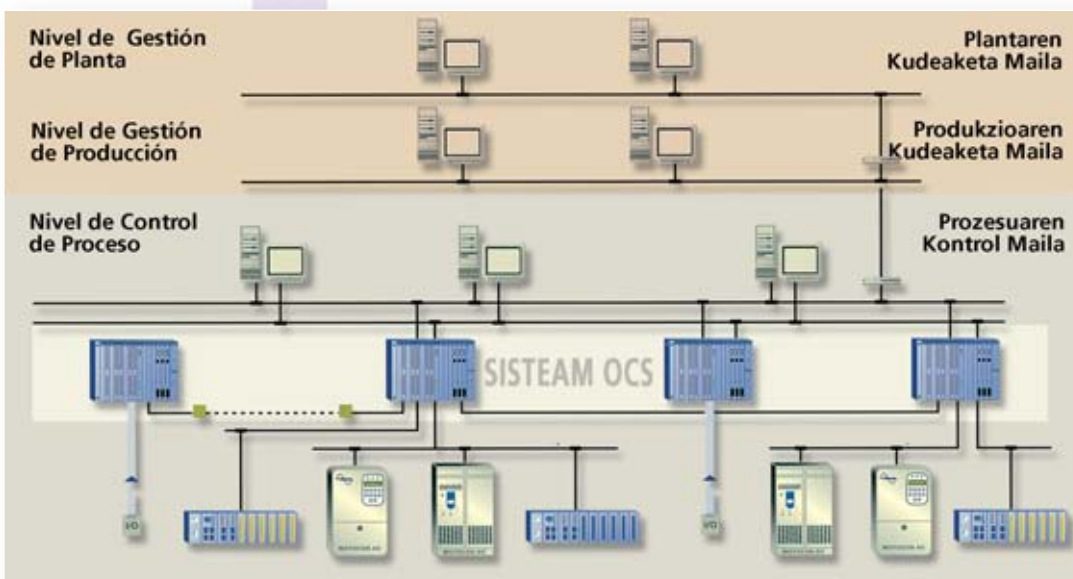 Nivel de Gestión
de Planta
Plantaren
Kudeaketa Maila
Nivel de Gestión
de Producción
Produkzioaren
Kudeaketa Maila
Nivel de Control
de Proceso
Prozesuaren
Kontrol Maila
SISTEAM OCS
I/O
I/O